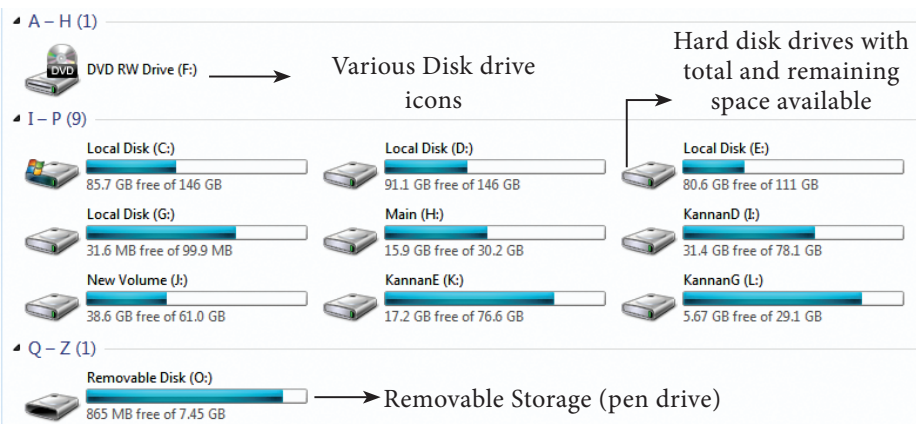 A – H (1)
DVD
DVD RW Drive (F:)
Various Disk drive
icons
Hard disk drives with
total and remaining
space available
I – P (9)
Local Disk (C:)
85.7 GB free of 146 GB
Local Disk (D:)
91.1 GB free of 146 GB
Local Disk (E:)
80.6 GB free of 111 GB
Local Disk (G:)
31.6 MB free of 99.9 MB
Main (H:)
15.9 GB free of 30.2 GB
KannanD (I:)
31.4 GB free of 78.1 GB
New Volume (J:)
38.6 GB free of 61.0 GB
KannanE (K:)
17.2 GB free of 76.6 GB
KannanG (L:)
5.67 GB free of 29.1 GB
Q – Z (1)
Removable Disk (O:)
865 MB free of 7.45 GB
Removable Storage (pen drive)